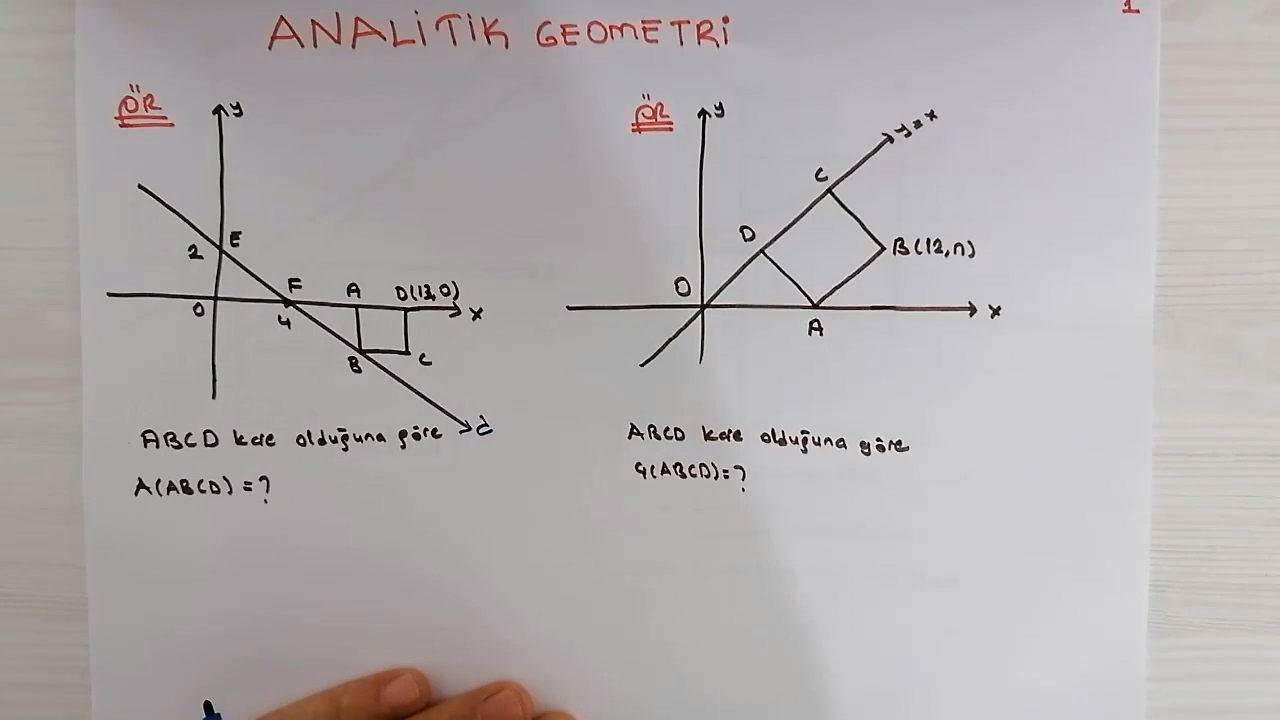 1
ANALİTİK GEOMETRİ
ÖR
y
E
2
F
A
D(13,0)
x
0
4
B
C
d
ABCD kare olduğuna göre
A(ABCD) = ?
ÖR
y
y = x
C
D
B(12,n)
O
x
A
ABCD kare olduğuna göre
Ç(ABCD) = ?